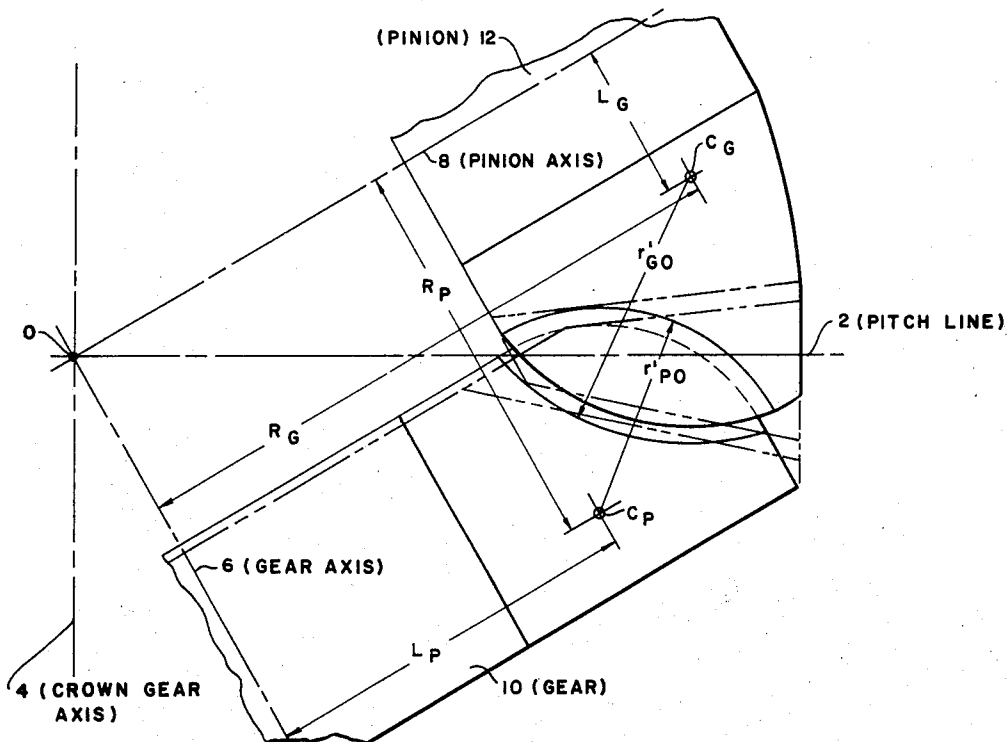 (PINION) 12
L G
C G
8 (PINION AXIS)
r'GO
R P
O
2 (PITCH LINE)
r'PO
R G
C P
6 (GEAR AXIS)
L P
4 (CROWN GEAR
AXIS)
10 (GEAR)